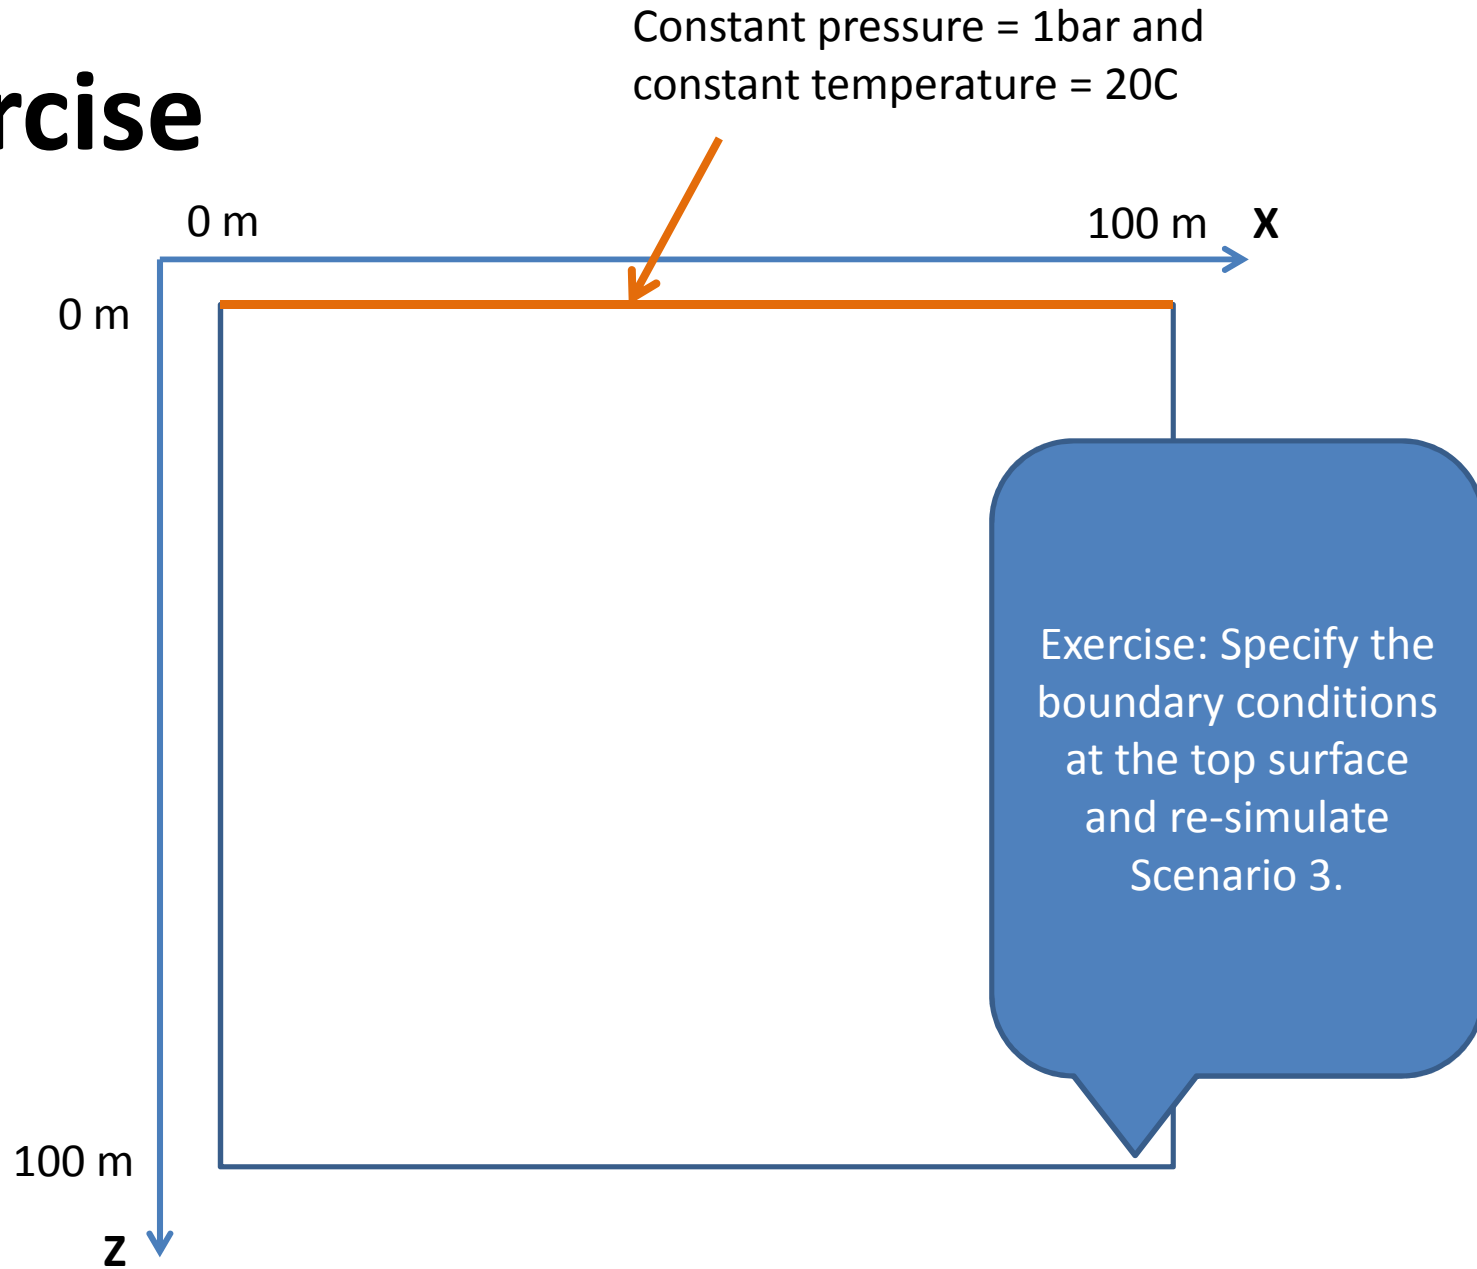 Constant pressure = 1bar and
constant temperature = 20C
rcise
0 m
100 m X
0 m
Exercise: Specify the
boundary conditions
at the top surface
and re-simulate
Scenario 3.
100 m
Z